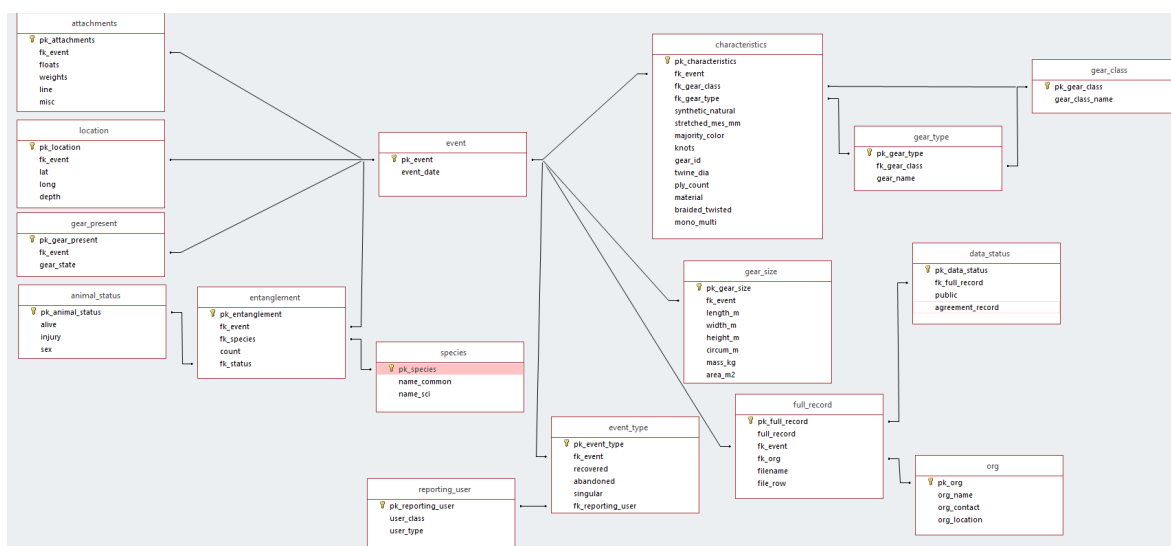 attachments
pk_attachments
fk_event
floats
weights
line
misc
location
pk_location
fk_event
lat
long
depth
gear_present
pk_gear_present
fk_event
gear_state
animal_status
pk_animal_status
alive
injury
sex
entanglement
pk_entanglement
fk_event
fk_species
count
fk_status
event
pk_event
event_date
species
pk_species
name_common
name_sci
reporting_user
pk_reporting_user
user_class
user_type
event_type
pk_event_type
fk_event
recovered
abandoned
singular
fk_reporting_user
characteristics
pk_characteristics
fk_event
fk_gear_class
fk_gear_type
synthetic_natural
stretched_mes_mm
majority_color
knots
gear_id
twine_dia
ply_count
material
braided_twisted
mono_multi
gear_size
pk_gear_size
fk_event
length_m
width_m
height_m
circum_m
mass_kg
area_m2
full_record
pk_full_record
full_record
fk_event
fk_org
filename
file_row
gear_type
pk_gear_type
fk_gear_class
gear_name
gear_class
pk_gear_class
gear_class_name
data_status
pk_data_status
fk_full_record
public
agreement_record
org
pk_org
org_name
org_contact
org_location